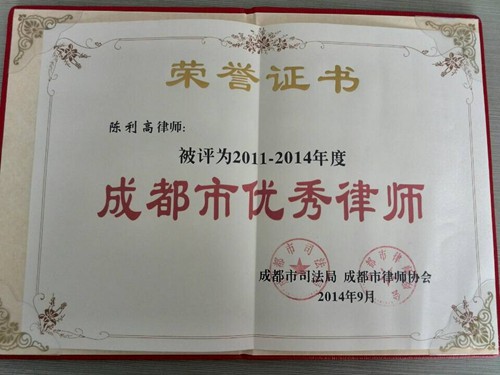 荣誉证书
陈利高律师:
被评为2011-2014年度
成都市优秀律师
成都市司法局 成都市律师协会
2014年9月